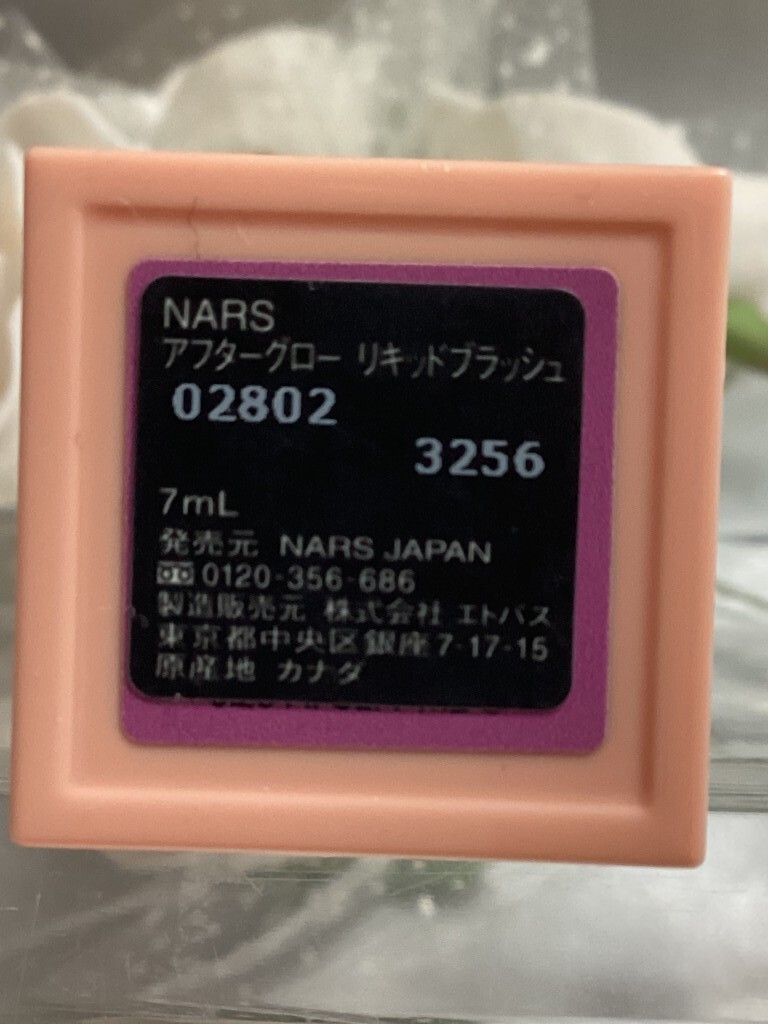 NARS
アフターグロー リキッドブラッシュ
02802
3256
7mL
発売元 NARS JAPAN
0120-356-686
製造販売元 株式会社 エトバス
東京都中央区銀座7-17-15
原産地 カナダ